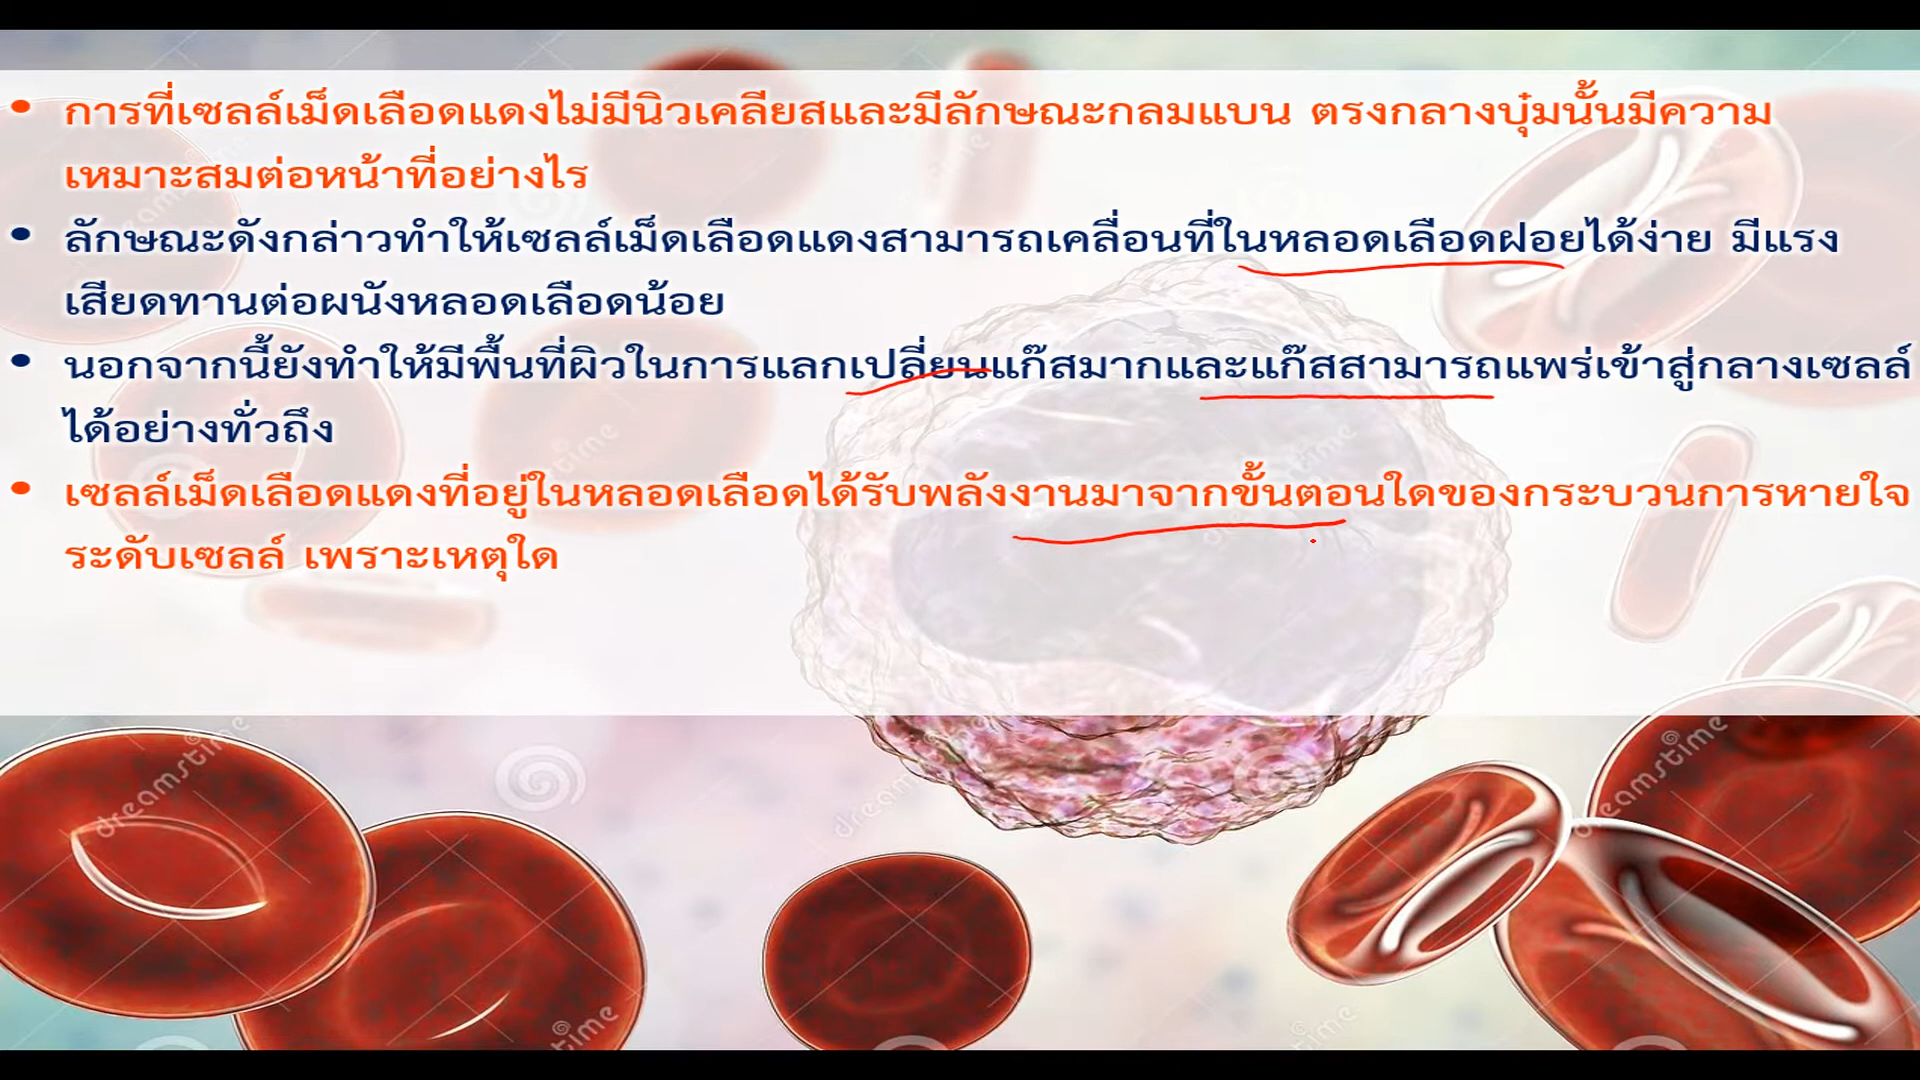 • การที่เซลล์เม็ดเลือดแดงไม่มีนิวเคลียสและมีลักษณะกลมแบน ตรงกลางบุ๋มนั้นมีความ
เหมาะสมต่อหน้าที่อย่างไร
• ลักษณะดังกล่าวทำให้เซลล์เม็ดเลือดแดงสามารถเคลื่อนที่ในหลอดเลือดฝอยได้ง่าย มีแรง
เสียดทานต่อผนังหลอดเลือดน้อย
• นอกจากนี้ยังทำให้มีพื้นที่ผิวในการแลกเปลี่ยนแก๊สมากและแก๊สสามารถแพร่เข้าสู่กลางเซลล์
ได้อย่างทั่วถึง
• เซลล์เม็ดเลือดแดงที่อยู่ในหลอดเลือดได้รับพลังงานมาจากขั้นตอนใดของกระบวนการหายใจ
ระดับเซลล์ เพราะเหตุใด
dreamstime
dreamstime
dreamstime
dreamstime
dreamstime